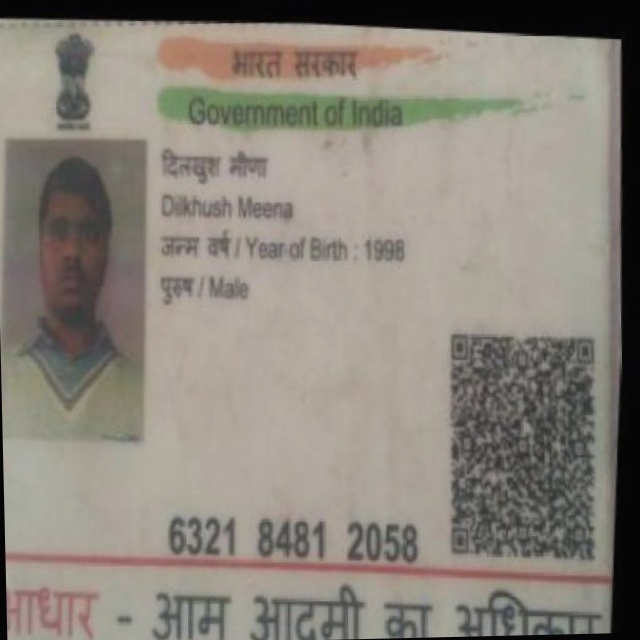 भारत सरकार
Government of India
दिलखुश मीणा
Dilkhush Meena
जन्म वर्ष / Year of Birth : 1998
पुरुष / Male
6321 8481 2058
आधार - आम आदमी का अधिकार